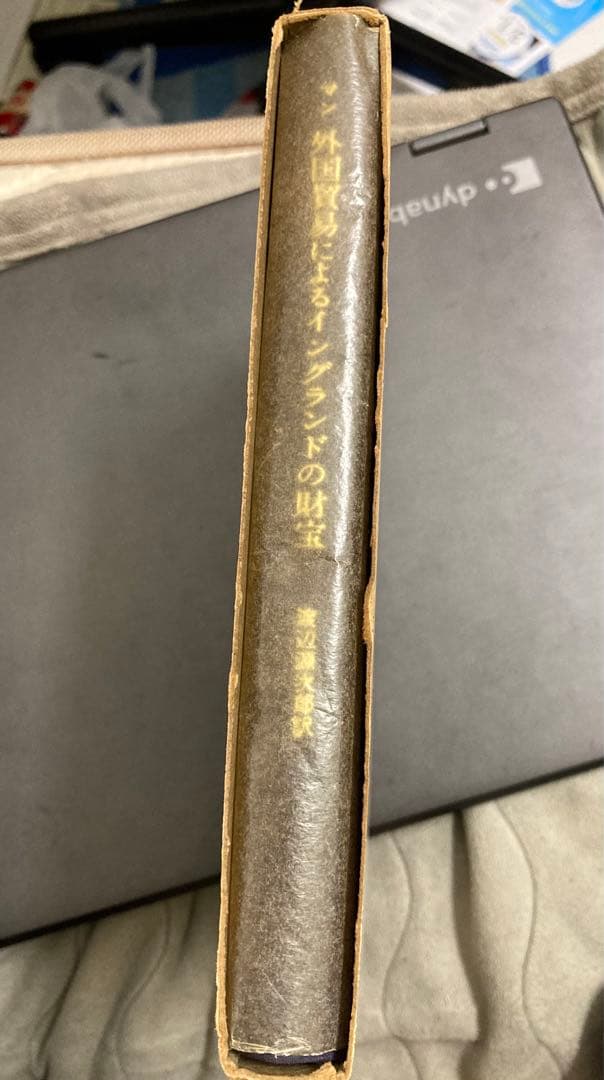 マン 外国貿易によるイングランドの財宝
渡辺源次郎訳
dynab